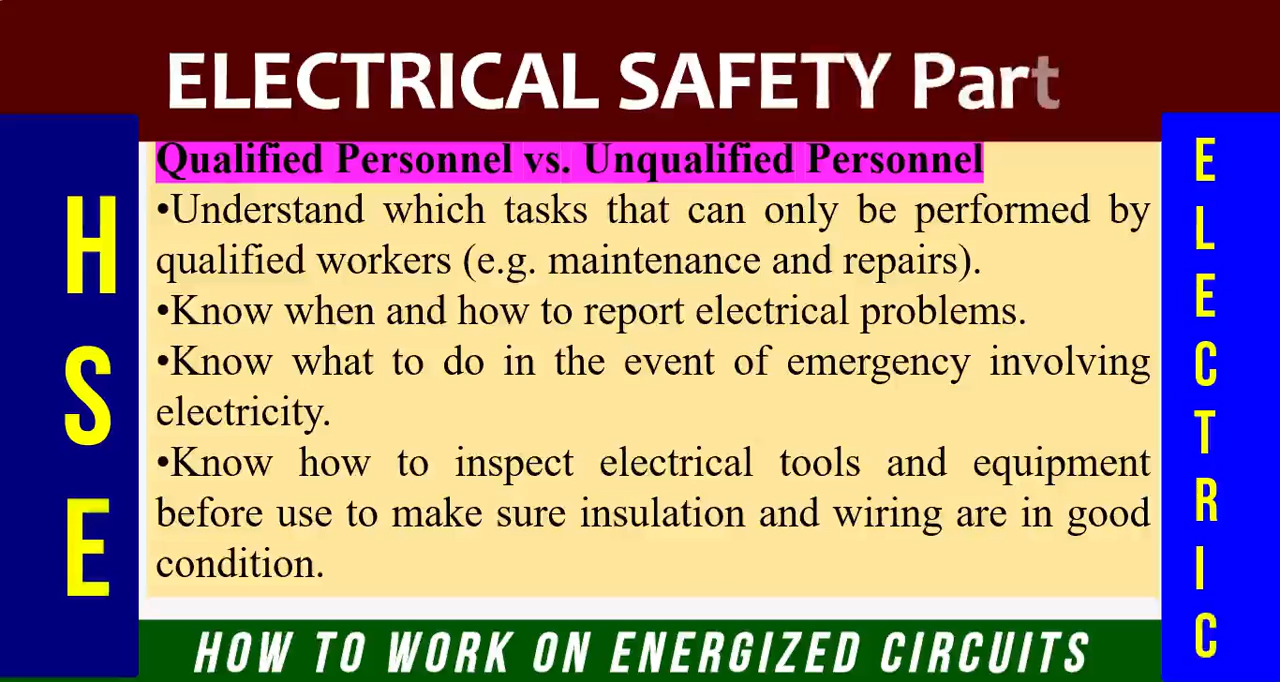 ELECTRICAL SAFETY Part
Qualified Personnel vs. Unqualified Personnel
•Understand which tasks that can only be performed by
qualified workers (e.g. maintenance and repairs).
•Know when and how to report electrical problems.
•Know what to do in the event of emergency involving
electricity.
•Know how to inspect electrical tools and equipment
before use to make sure insulation and wiring are in good
condition.
HOW TO WORK ON ENERGIZED CIRCUITS
H
S
E
E
L
E
C
T
R
I
C